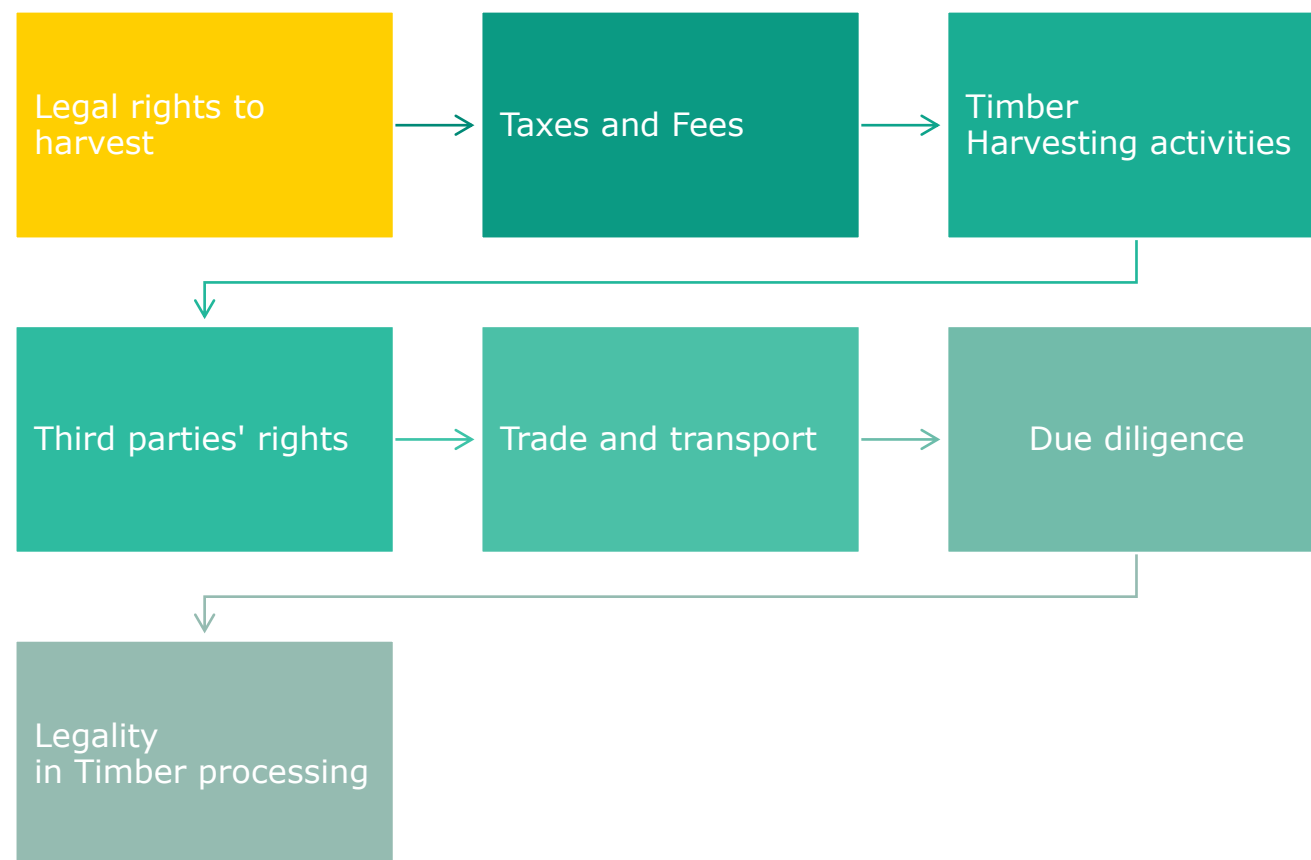 Legal rights to
harvest
Taxes and Fees
Timber
Harvesting activities
Third parties' rights
Trade and transport
Due diligence
Legality
in Timber processing